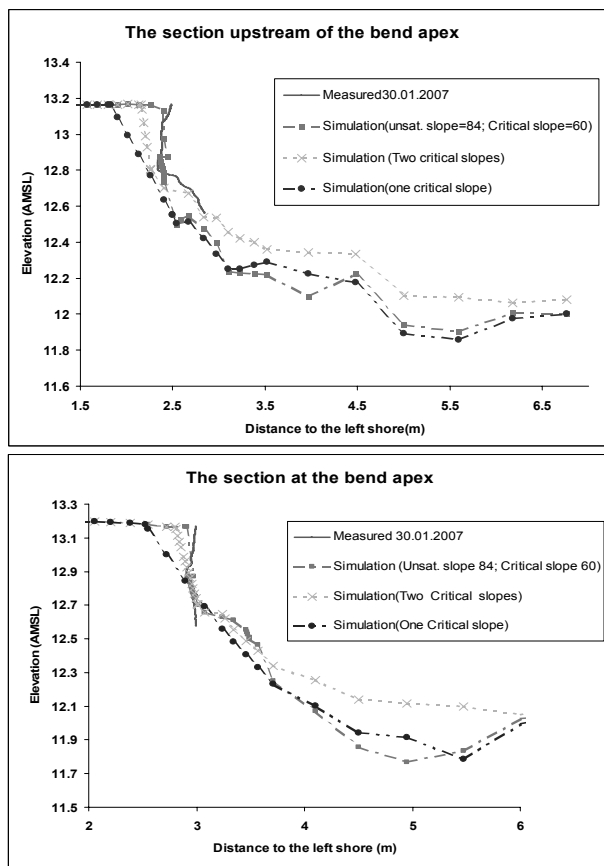 The section upstream of the bend apex
13.4
13.2
13
12.8
12.6
12.4
12.2
12
11.8
11.6
Elevation (AMSL)
Measured30.01.2007
Simulation(unsat. slope=84; Critical slope=60)
Simulation (Two critical slopes)
Simulation(one critical slope)
1.5 2.5 3.5 4.5 5.5 6.5
Distance to the left shore(m)
The section at the bend apex
13.3
13.1
12.9
12.7
12.5
12.3
12.1
11.9
11.7
11.5
Elevation (AMSL)
Measured 30.01.2007
Simulation (Unsat. slope 84; Critical slope 60)
Simulation(Two Critical slopes)
Simulation(One Critical slope)
2 3 4 5 6
Distance to the left shore (m)